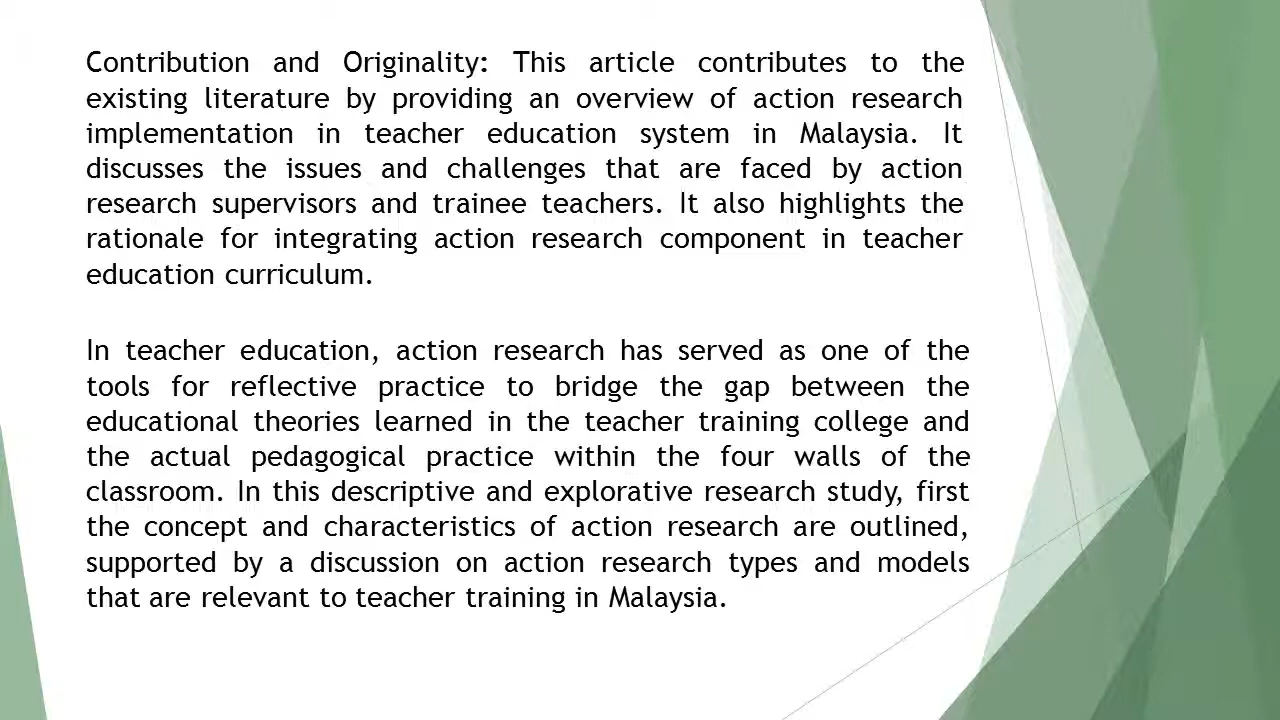 Contribution and Originality: This article contributes to the
existing literature by providing an overview of action research
implementation in teacher education system in Malaysia. It
discusses the issues and challenges that are faced by action
research supervisors and trainee teachers. It also highlights the
rationale for integrating action research component in teacher
education curriculum.
In teacher education, action research has served as one of the
tools for reflective practice to bridge the gap between the
educational theories learned in the teacher training college and
the actual pedagogical practice within the four walls of the
classroom. In this descriptive and explorative research study, first
the concept and characteristics of action research are outlined,
supported by a discussion on action research types and models
that are relevant to teacher training in Malaysia.